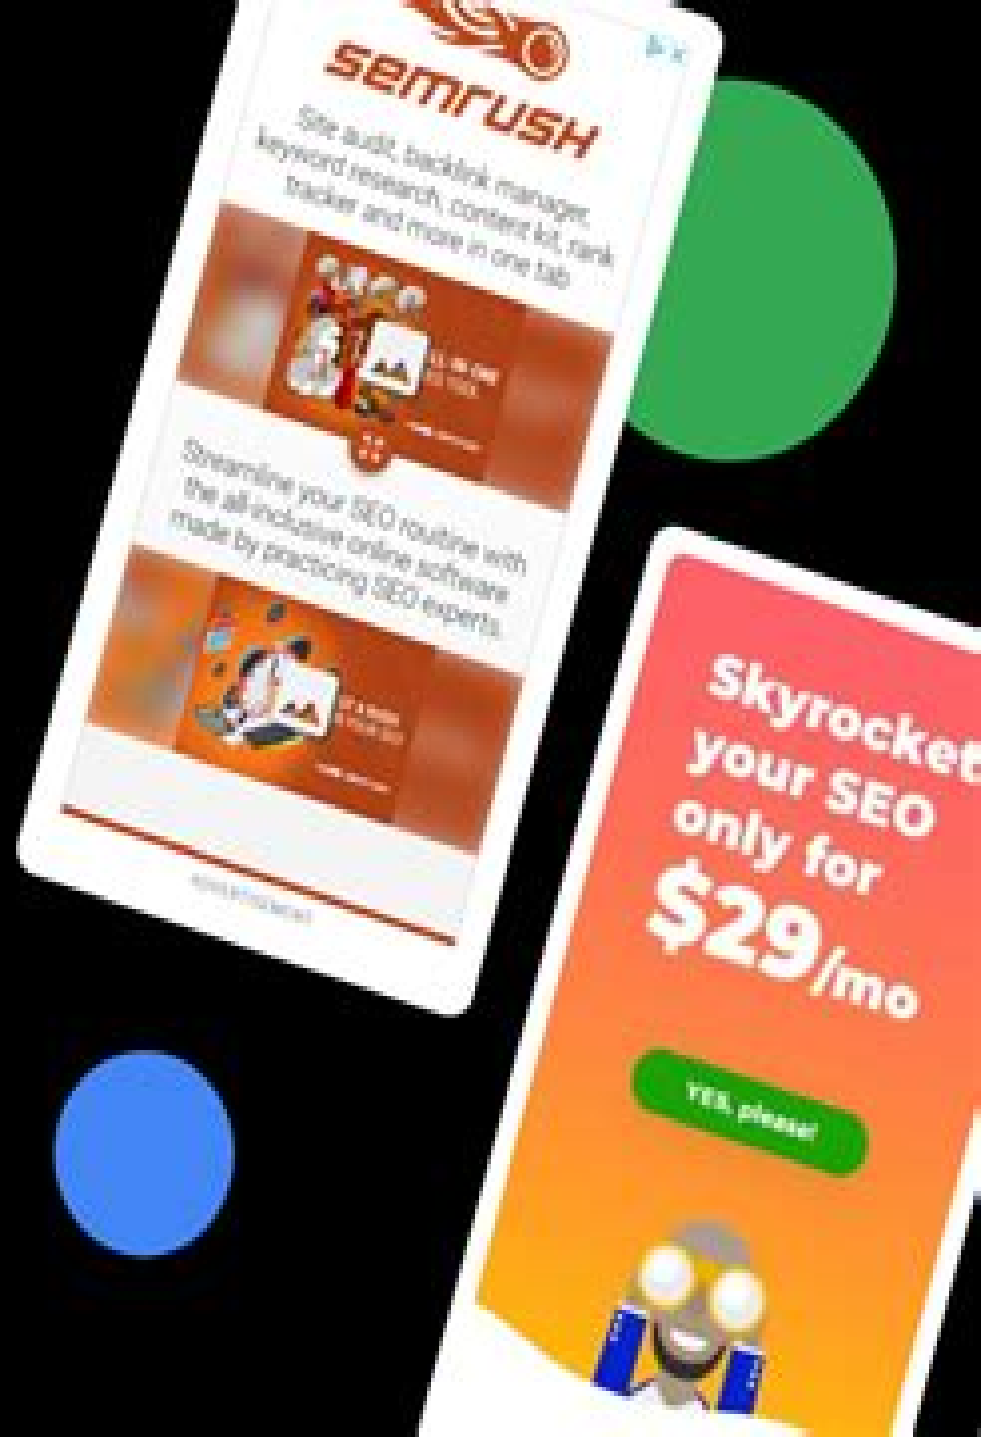 semrush
Site audit, backlink manager,
keyword research, content kit, rank
tracker and more in one tab
Streamline your SEO routine with
the all-inclusive online software
made by practicing SEO experts.
ADVERTISEMENT
Skyrocket
your SEO
only for
$29/mo
YES, please!